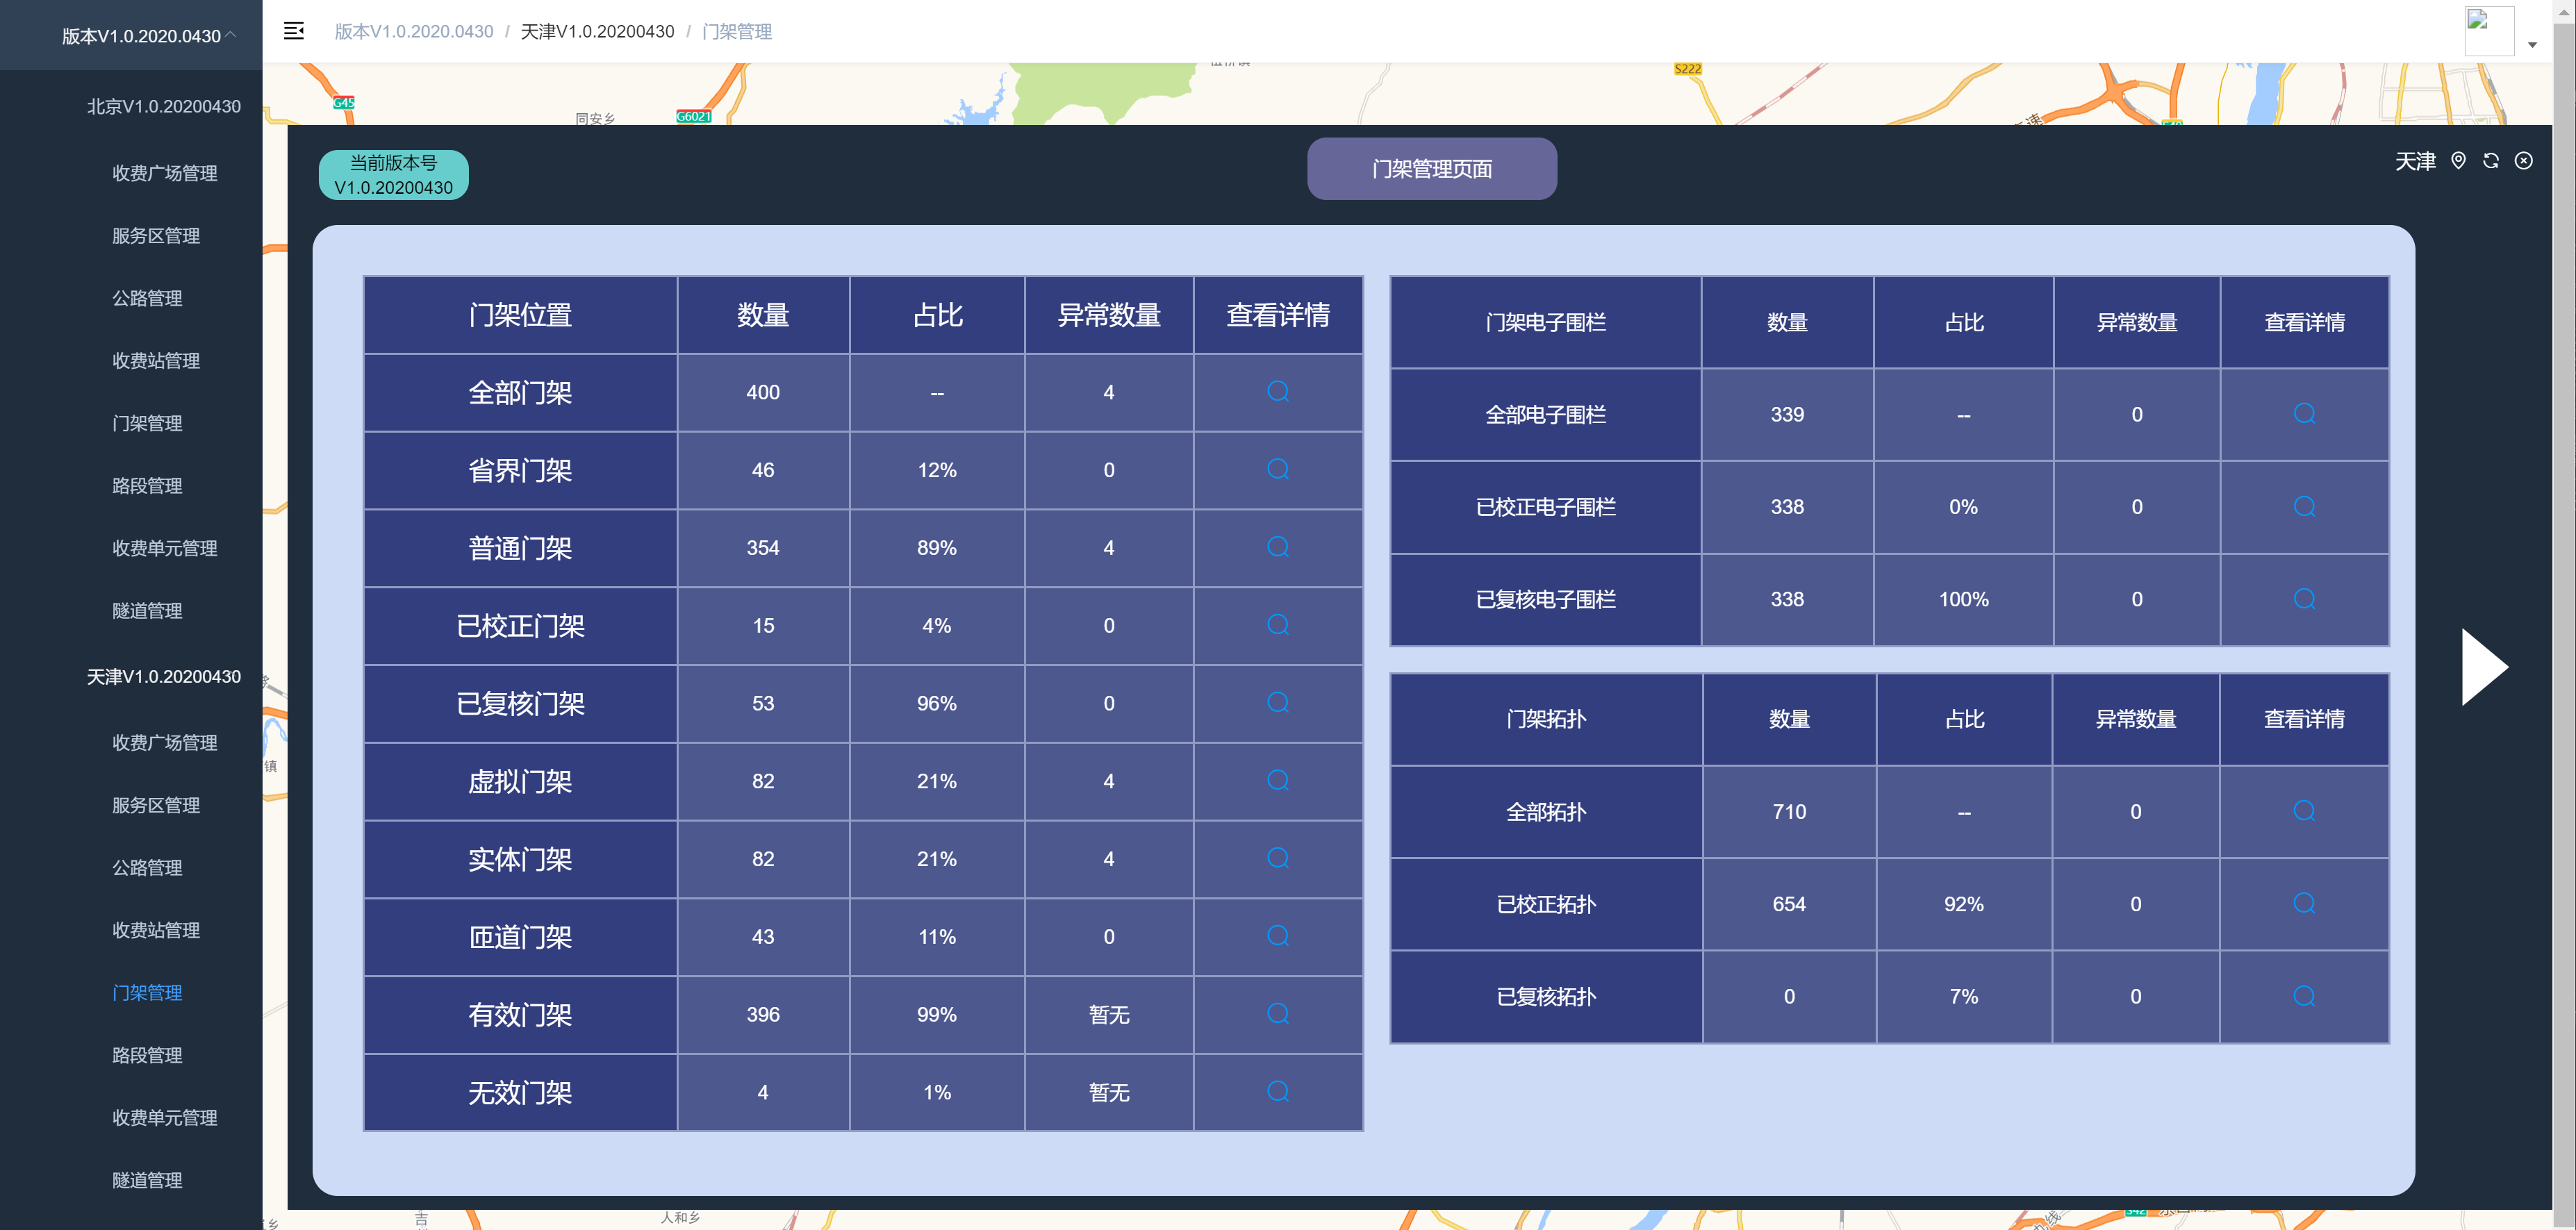 版本V1.0.2020.0430
北京V1.0.20200430
收费广场管理
服务区管理
公路管理
收费站管理
门架管理
路段管理
收费单元管理
隧道管理
天津V1.0.20200430
收费广场管理
服务区管理
公路管理
收费站管理
门架管理
路段管理
收费单元管理
隧道管理
版本V1.0.2020.0430 / 天津V1.0.20200430 / 门架管理
G45
同安乡
G6021
S222
当前版本号
V1.0.20200430
门架管理页面
天津
门架位置 数量 占比 异常数量 查看详情
全部门架 400 -- 4
省界门架 46 12% 0
普通门架 354 89% 4
已校正门架 15 4% 0
已复核门架 53 96% 0
虚拟门架 82 21% 4
实体门架 82 21% 4
匝道门架 43 11% 0
有效门架 396 99% 暂无
无效门架 4 1% 暂无
门架电子围栏 数量 占比 异常数量 查看详情
全部电子围栏 339 -- 0
已校正电子围栏 338 0% 0
已复核电子围栏 338 100% 0
门架拓扑 数量 占比 异常数量 查看详情
全部拓扑 710 -- 0
已校正拓扑 654 92% 0
已复核拓扑 0 7% 0
镇
乡
吉
人和乡
S42